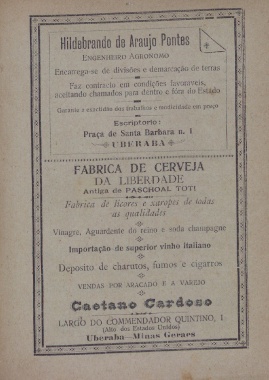 Hildebrando de Araujo Pontes
ENGENHEIRO AGRONOMO
Encarrega-se de divisões e demarcação de terras
Faz contracto em condições favoraveis,
aceitando chamados para dentro e fóra do Estado
Garante a exactidão dos trabalhos e modicidade em preço
Escriptorio:
Praça de Santa Barbara n. 1
UBERABA
FABRICA DE CERVEJA
DA LIBERDADE
Antiga de PASCHOAL TOTI
Fabrica de licores e xaropes de todas
as qualidades
Vinagre, Aguardente do reino e soda champagne
Importação de superior vinho italiano
Deposito de charutos, fumos e cigarros
VENDAS POR ATACADO E A VAREJO
Caetano Cardoso
LARGO DO COMMENDADOR QUINTINO, 1
(Alto dos Estados Unidos)
Uberaba—Minas Geraes